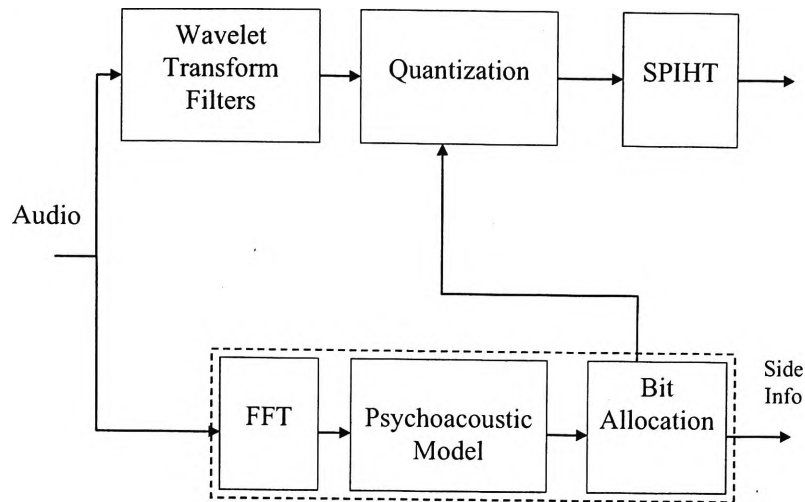 Wavelet
Transform
Filters
Quantization
SPIHT
Audio
FFT
Psychoacoustic
Model
Bit
Allocation
Side
Info